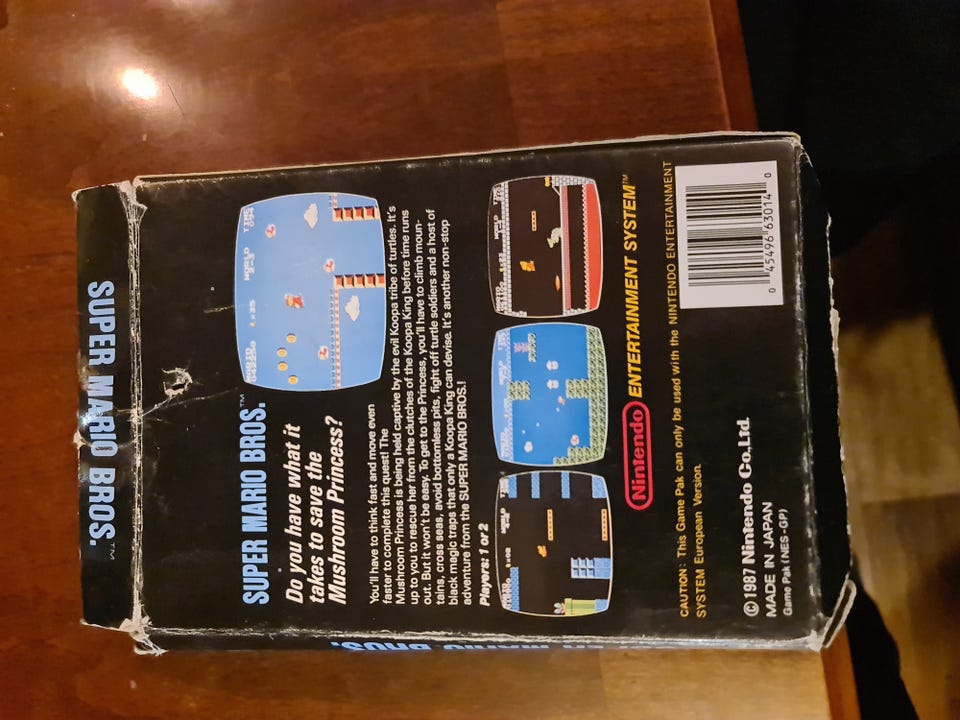 SUPER MARIO BROS.™
SUPER MARIO BROS.™
Do you have what it
takes to save the
Mushroom Princess?
You'll have to think fast and move even
faster to complete this quest! The
Mushroom Princess is being held captive by the evil Koopa tribe of turtles. It's
up to you to rescue her from the clutches of the Koopa King before time runs
out. But it won't be easy. To get to the Princess, you'll have to climb moun-
tains, cross seas, avoid bottomless pits, fight off turtle soldiers and a host of
black magic traps that only a Koopa King can devise. It's another non-stop
adventure from the SUPER MARIO BROS.!
Players: 1 or 2
WORLD
2-3
Nintendo ENTERTAINMENT SYSTEM™
CAUTION: This Game Pak can only be used with the NINTENDO ENTERTAINMENT
SYSTEM European Version.
©1987 Nintendo Co.,Ltd.
MADE IN JAPAN
Game Pak (NES-GP)
0 45496 63014 0